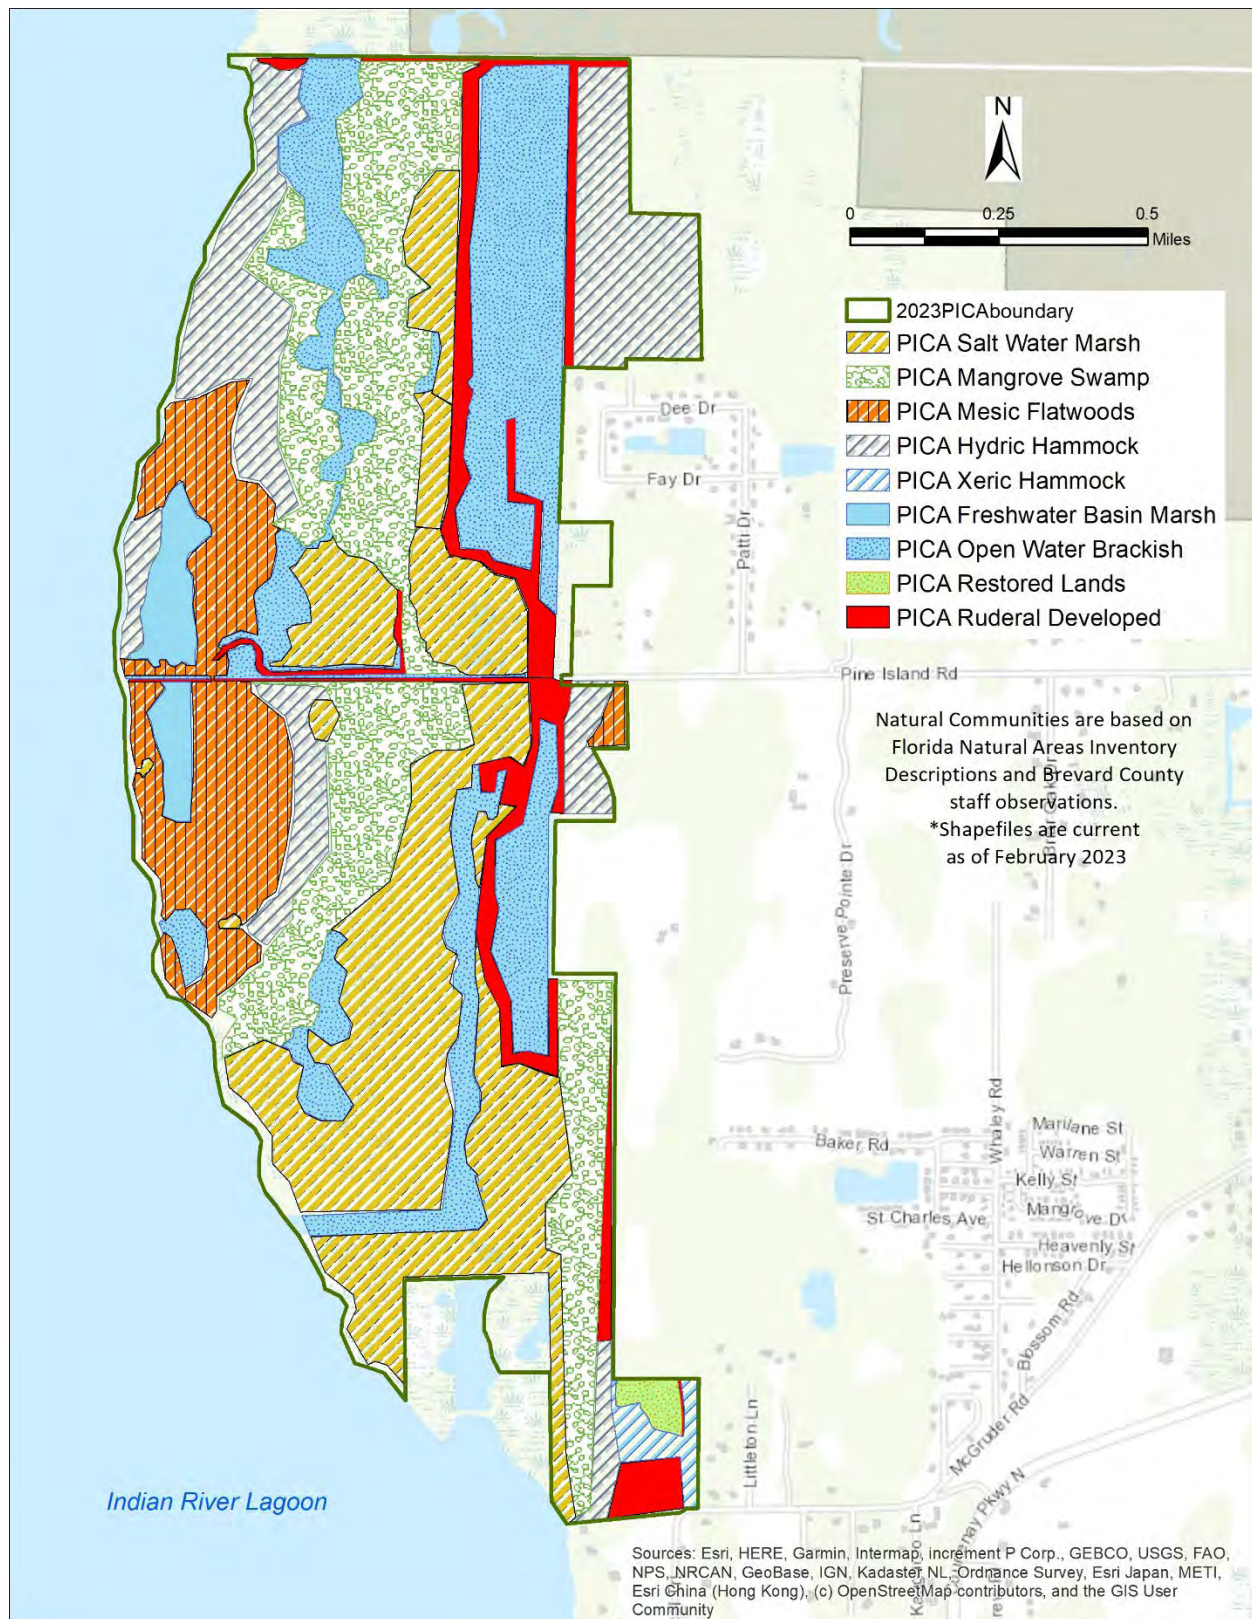 N
0 0.25 0.5
Miles
2023PICAboundary
PICA Salt Water Marsh
PICA Mangrove Swamp
PICA Mesic Flatwoods
PICA Hydric Hammock
PICA Xeric Hammock
PICA Freshwater Basin Marsh
PICA Open Water Brackish
PICA Restored Lands
PICA Ruderal Developed
Dee Dr
Fay Dr
Patti Dr
Pine Island Rd
Natural Communities are based on
Florida Natural Areas Inventory
Descriptions and Brevard County
staff observations.
*Shapefiles are current
as of February 2023
Preserve Pointe Dr
Whaley Rd
Marilane St
Baker Rd
Warren St
Kelly St
St Charles Ave
Mangrove Dr
Heavenly St
Hellonson Dr
Blossom Rd
McGruder Rd
Littleton Ln
Indian River Lagoon
Pkwy N
Ln
Sources: Esri, HERE, Garmin, Intermap, increment P Corp., GEBCO, USGS, FAO,
NPS, NRCAN, GeoBase, IGN, Kadaster NL, Ordnance Survey, Esri Japan, METI,
Esri China (Hong Kong), (c) OpenStreetMap contributors, and the GIS User
Community